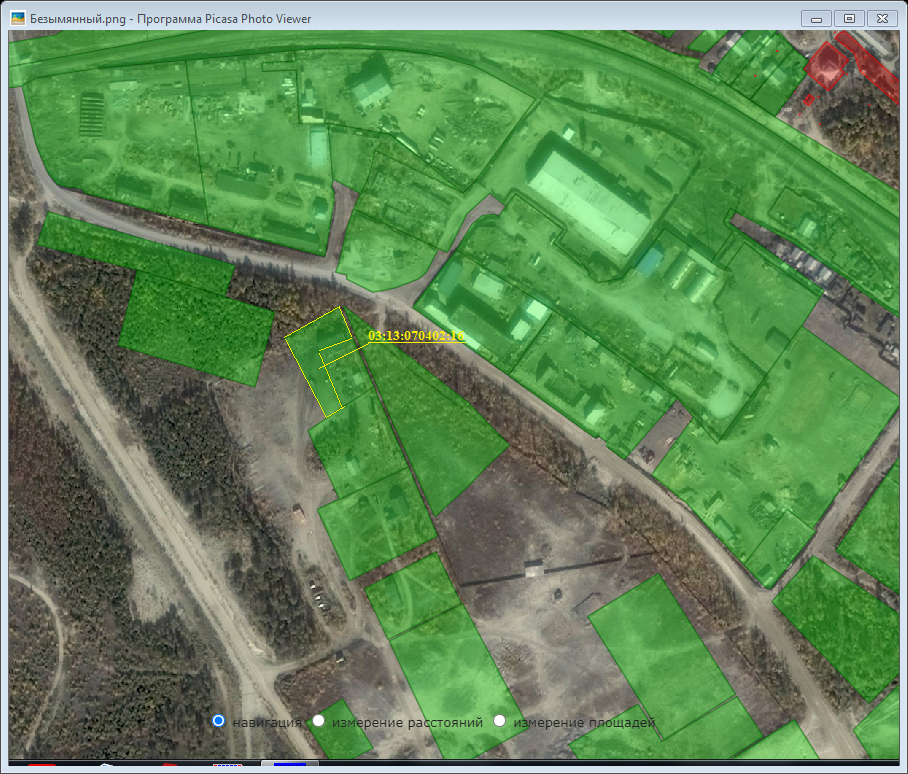 Безымянный.png - Программа Picasa Photo Viewer
03:13:070402:16
навигация измерение расстояний измерение площадей